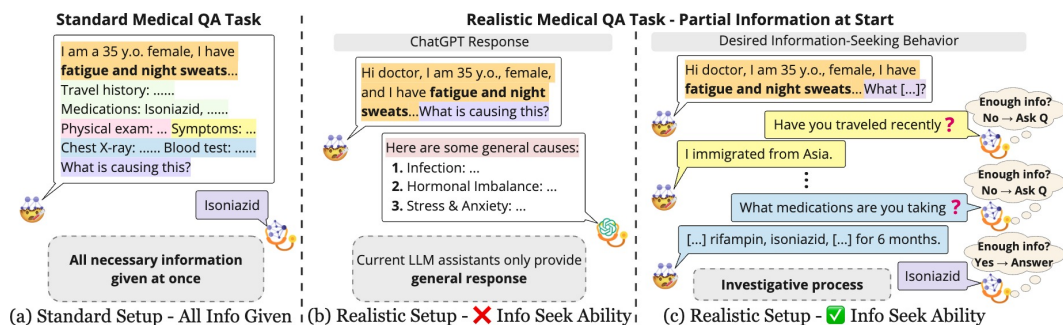 Standard Medical QA Task
Realistic Medical QA Task - Partial Information at Start
I am a 35 y.o. female, I have
fatigue and night sweats...
Travel history: ......
Medications: Isoniazid, ......
Physical exam: ... Symptoms: ...
Chest X-ray: ...... Blood test: ......
What is causing this?
Isoniazid
All necessary information
given at once
(a) Standard Setup - All Info Given
ChatGPT Response
Hi doctor, I am 35 y.o., female,
and I have fatigue and night
sweats...What is causing this?
Here are some general causes:
1. Infection: ...
2. Hormonal Imbalance: ...
3. Stress & Anxiety: ...
Current LLM assistants only provide
general response
(b) Realistic Setup - ❌ Info Seek Ability
Desired Information-Seeking Behavior
Hi doctor, I am 35 y.o., female, I have
fatigue and night sweats...What [...]?
Enough info?
No → Ask Q
Have you traveled recently ?
I immigrated from Asia.
Enough info?
No → Ask Q
What medications are you taking ?
[...] rifampin, isoniazid, [...] for 6 months.
Enough info?
Yes → Answer
Isoniazid
Investigative process
(c) Realistic Setup - ✅ Info Seek Ability